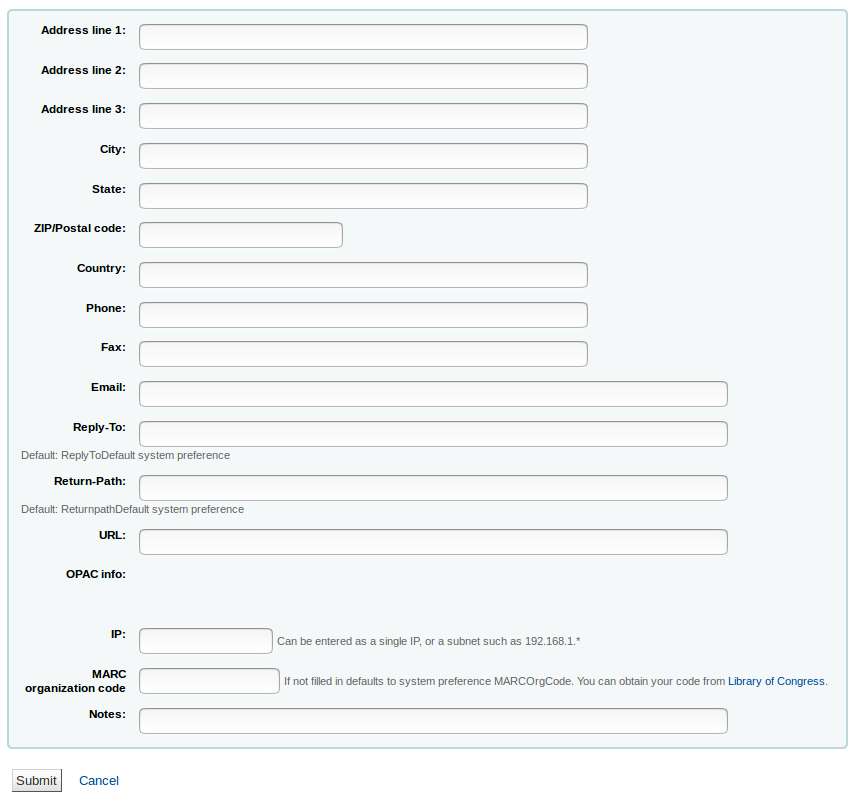 Address line 1:
Address line 2:
Address line 3:
City:
State:
ZIP/Postal code:
Country:
Phone:
Fax:
Email:
Reply-To:
Default: ReplyToDefault system preference
Return-Path:
Default: ReturnpathDefault system preference
URL:
OPAC info:
IP: Can be entered as a single IP, or a subnet such as 192.168.1.*
MARC
organization code If not filled in defaults to system preference MARCOrgCode. You can obtain your code from Library of Congress.
Notes:
Submit Cancel